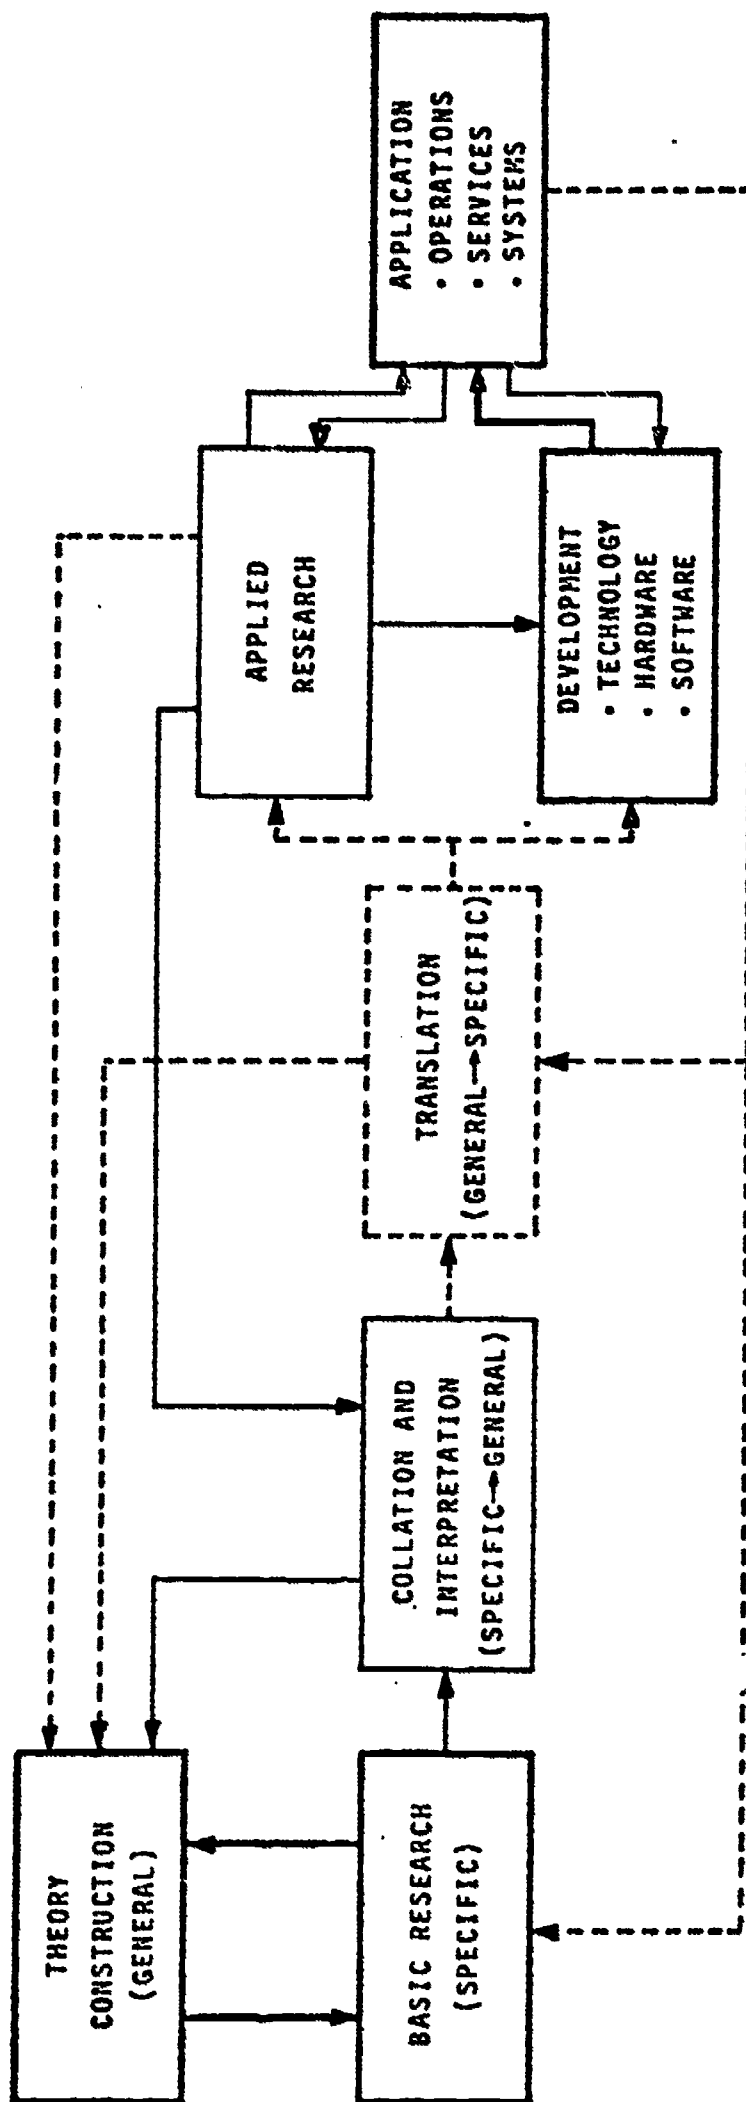 THEORY
CONSTRUCTION
(GENERAL)
BASIC RESEARCH
(SPECIFIC)
COLLATION AND
INTERPRETATION
(SPECIFIC→GENERAL)
TRANSLATION
(GENERAL→SPECIFIC)
APPLIED
RESEARCH
DEVELOPMENT
• TECHNOLOGY
• HARDWARE
• SOFTWARE
APPLICATION
• OPERATIONS
• SERVICES
• SYSTEMS